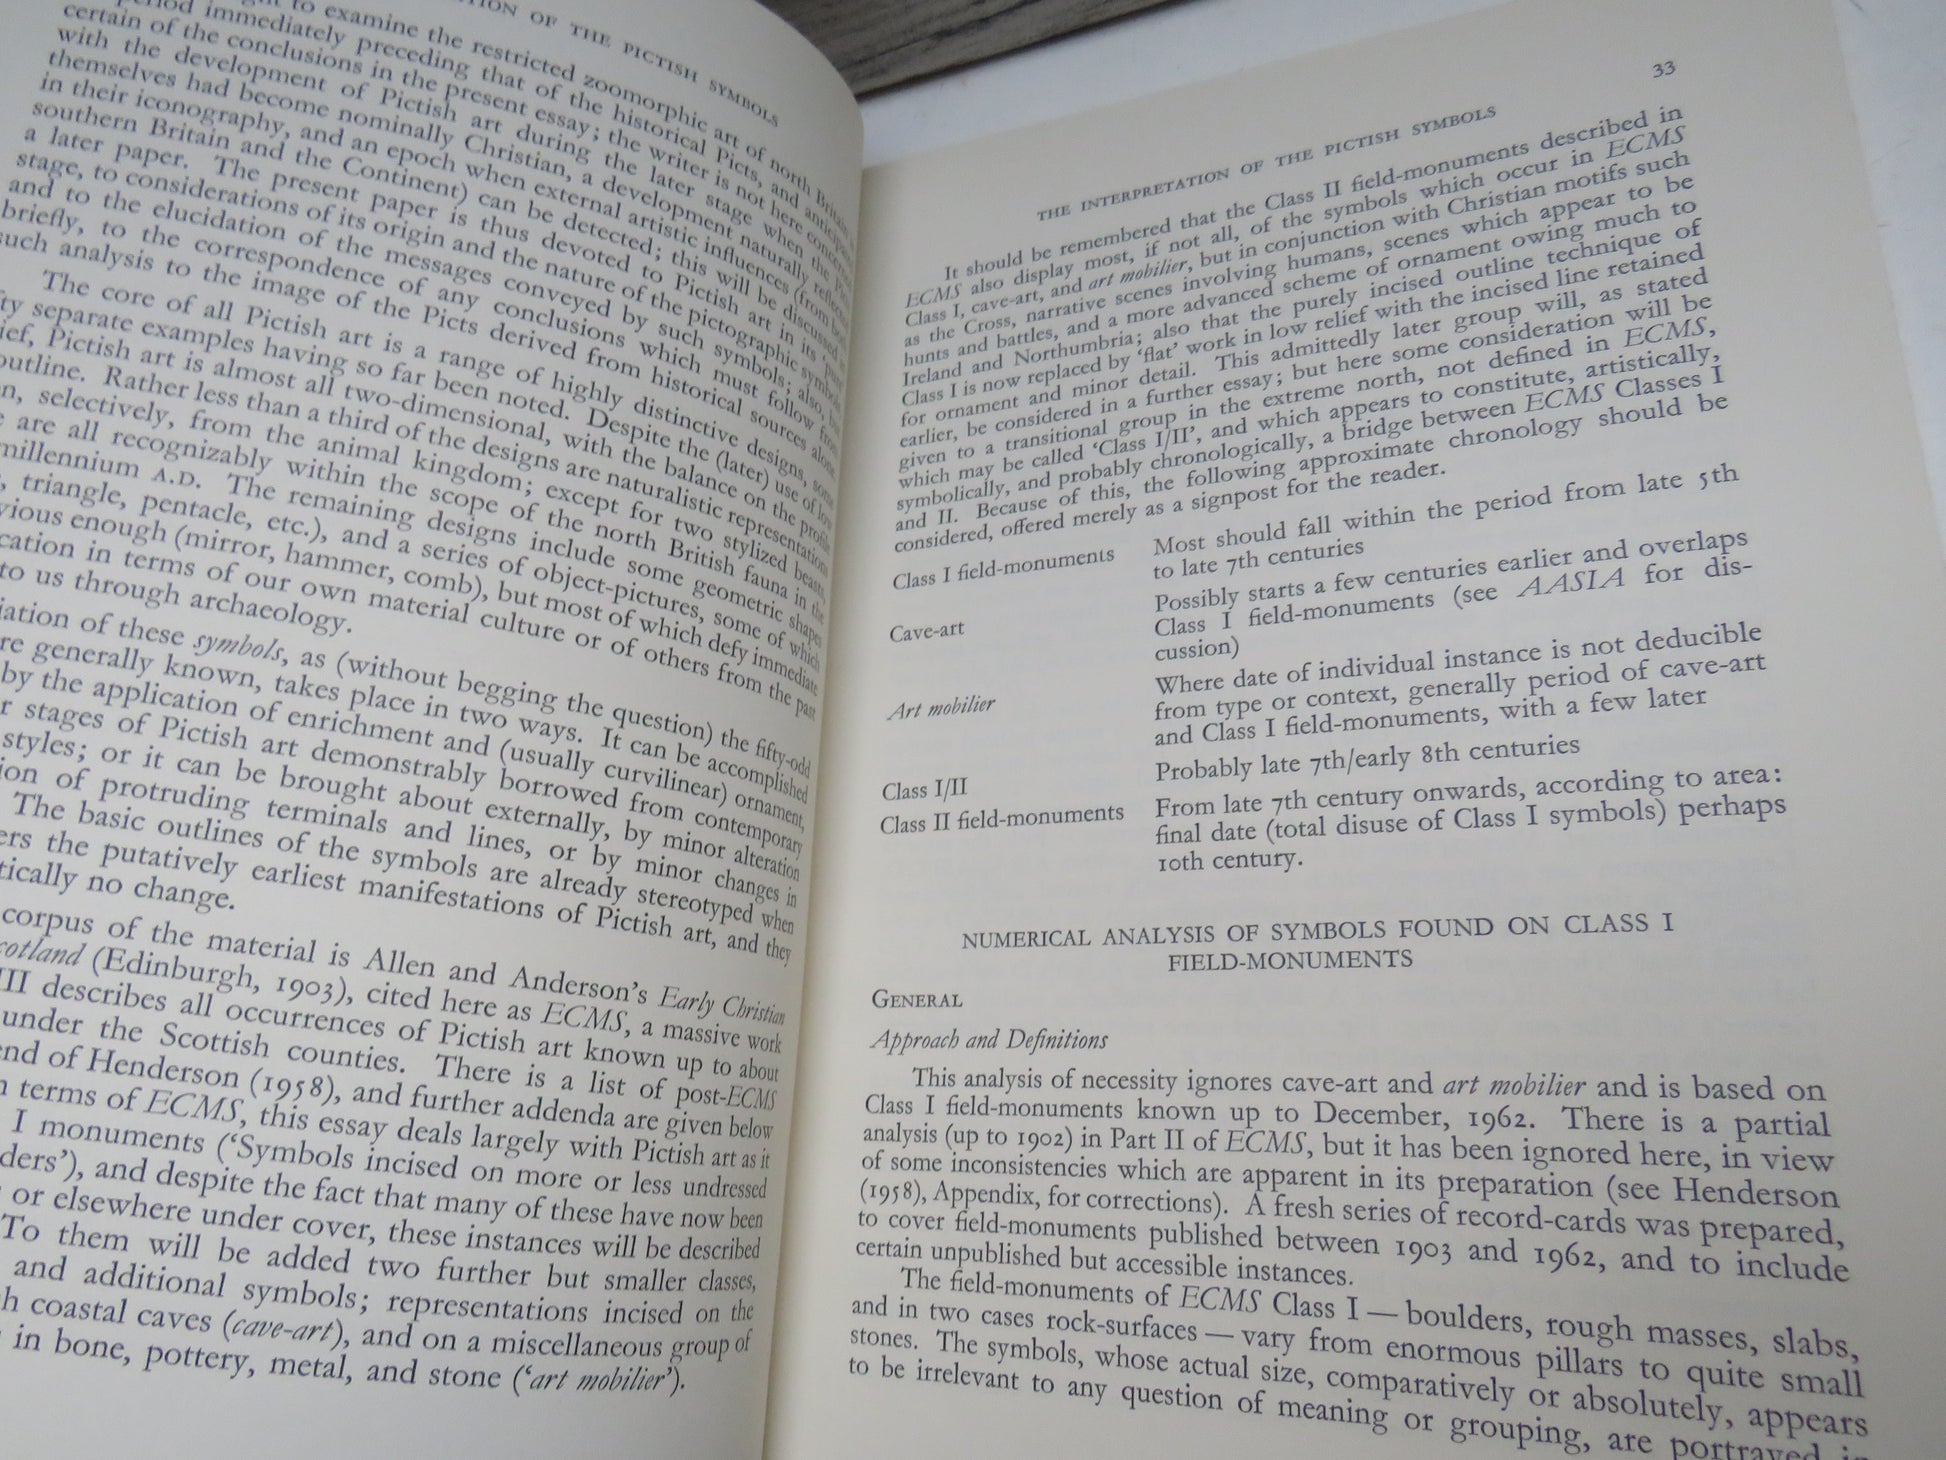 TION OF THE PICTISH SYMBOLS
to examine the restricted zoomorphic art of north Britain
immediately preceding that of the historical Picts, and
certain of the conclusions in the present essay; the writer is not here concerned
with the development of Pictish art during the later stage when the Picts
themselves had become nominally Christian, a development naturally reflected
in their iconography, and an epoch when external artistic influences (from both
southern Britain and the Continent) can be detected; this will be discussed in
a later paper. The present paper is thus devoted to Pictish art in its 'pure'
stage, to considerations of its origin and the nature of the pictographic symbols
and to the elucidation of the messages conveyed by such symbols; also, but
briefly, to the correspondence of any conclusions which must follow from
such analysis to the image of the Picts derived from historical sources alone.
The core of all Pictish art is a range of highly distinctive designs, some
ty separate examples having so far been noted. Despite the (later) use of low
ief, Pictish art is almost all two-dimensional, with the balance on the profile
outline. Rather less than a third of the designs are naturalistic representations
n, selectively, from the animal kingdom; except for two stylized beasts,
e are all recognizably within the scope of the north British fauna in the
millennium A.D. The remaining designs include some geometric shapes
, triangle, pentacle, etc.), and a series of object-pictures, some of which
vious enough (mirror, hammer, comb), but most of which defy immediate
cation in terms of our own material culture or of others from the past
to us through archaeology.
iation of these symbols, as (without begging the question) the fifty-odd
re generally known, takes place in two ways. It can be accomplished
by the application of enrichment and (usually curvilinear) ornament,
r stages of Pictish art demonstrably borrowed from contemporary
styles; or it can be brought about externally, by minor alteration
ion of protruding terminals and lines, or by minor changes in
The basic outlines of the symbols are already stereotyped when
ers the putatively earliest manifestations of Pictish art, and they
tically no change.
corpus of the material is Allen and Anderson's Early Christian
cotland (Edinburgh, 1903), cited here as ECMS, a massive work
III describes all occurrences of Pictish art known up to about
under the Scottish counties. There is a list of post-ECMS
end of Henderson (1958), and further addenda are given below
n terms of ECMS, this essay deals largely with Pictish art as it
I monuments ('Symbols incised on more or less undressed
ders'), and despite the fact that many of these have now been
or elsewhere under cover, these instances will be described
To them will be added two further but smaller classes,
and additional symbols; representations incised on the
h coastal caves (cave-art), and on a miscellaneous group of
in bone, pottery, metal, and stone ('art mobilier').
33
THE INTERPRETATION OF THE PICTISH SYMBOLS
It should be remembered that the Class II field-monuments described in
ECMS also display most, if not all, of the symbols which occur in ECMS
Class I, cave-art, and art mobilier, but in conjunction with Christian motifs such
as the Cross, narrative scenes involving humans, scenes which appear to be
hunts and battles, and a more advanced scheme of ornament owing much to
Ireland and Northumbria; also that the purely incised outline technique of
Class I is now replaced by 'flat' work in low relief with the incised line retained
for ornament and minor detail. This admittedly later group will, as stated
earlier, be considered in a further essay; but here some consideration will be
given to a transitional group in the extreme north, not defined in ECMS,
which may be called 'Class I/II', and which appears to constitute, artistically,
symbolically, and probably chronologically, a bridge between ECMS Classes I
and II. Because of this, the following approximate chronology should be
considered, offered merely as a signpost for the reader.
Class I field-monuments Most should fall within the period from late 5th
to late 7th centuries
Cave-art Possibly starts a few centuries earlier and overlaps
Class I field-monuments (see AASIA for dis-
cussion)
Art mobilier Where date of individual instance is not deducible
from type or context, generally period of cave-art
and Class I field-monuments, with a few later
Class I/II Probably late 7th/early 8th centuries
Class II field-monuments From late 7th century onwards, according to area:
final date (total disuse of Class I symbols) perhaps
10th century.
NUMERICAL ANALYSIS OF SYMBOLS FOUND ON CLASS I
FIELD-MONUMENTS
GENERAL
Approach and Definitions
This analysis of necessity ignores cave-art and art mobilier and is based on
Class I field-monuments known up to December, 1962. There is a partial
analysis (up to 1902) in Part II of ECMS, but it has been ignored here, in view
of some inconsistencies which are apparent in its preparation (see Henderson
(1958), Appendix, for corrections). A fresh series of record-cards was prepared,
to cover field-monuments published between 1903 and 1962, and to include
certain unpublished but accessible instances.
The field-monuments of ECMS Class I — boulders, rough masses, slabs,
and in two cases rock-surfaces — vary from enormous pillars to quite small
stones. The symbols, whose actual size, comparatively or absolutely, appears
to be irrelevant to any question of meaning or grouping, are portrayed in